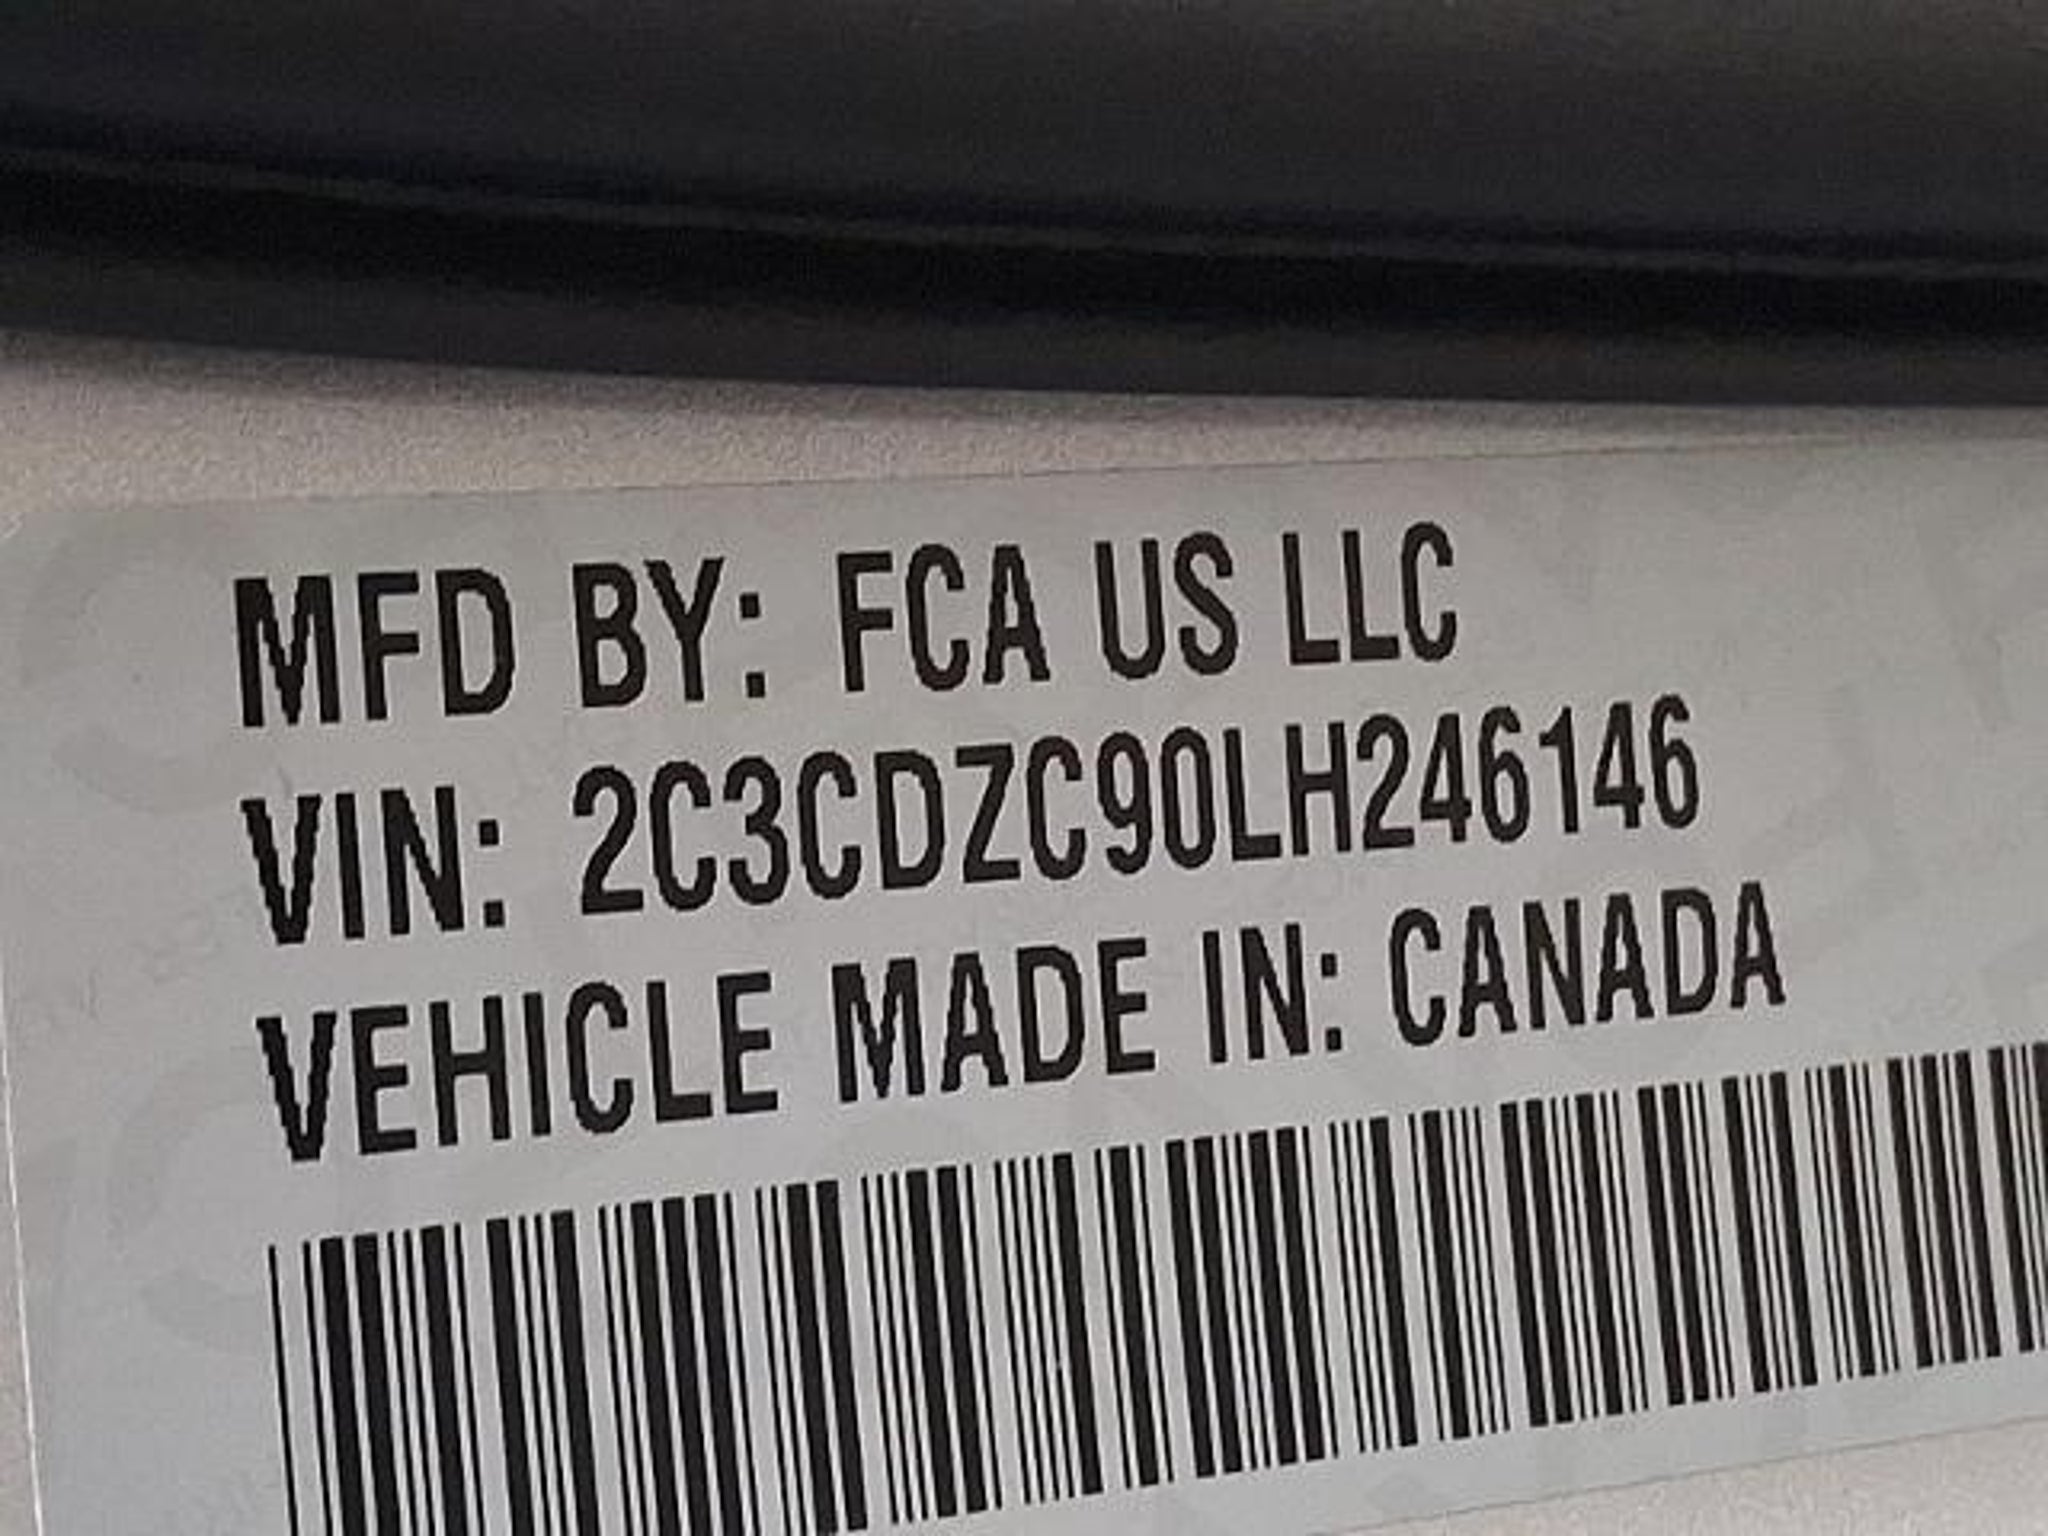 MFD BY: FCA US LLC
VIN: 2C3CDZC90LH246146
VEHICLE MADE IN: CANADA